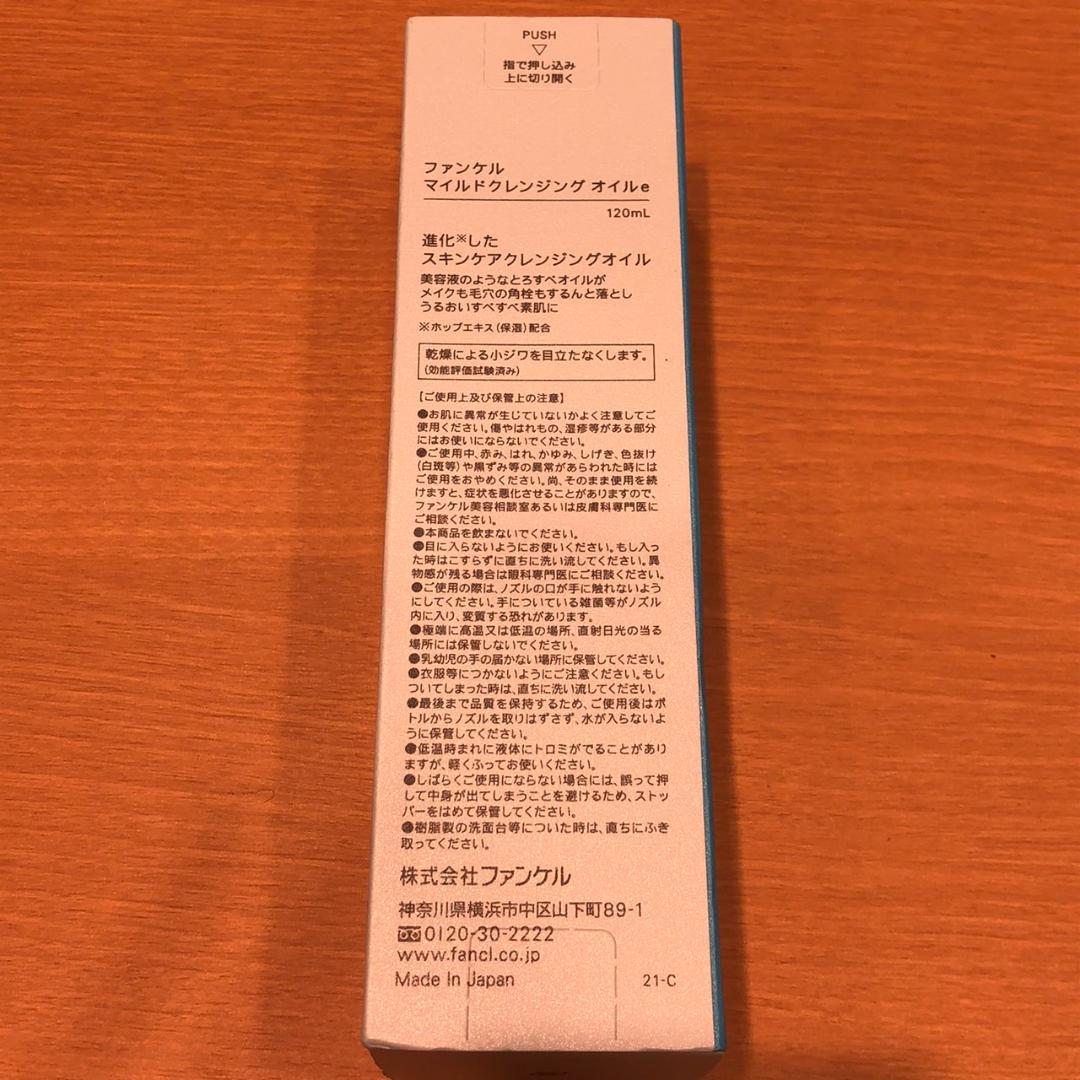 PUSH
▽
指で押し込み
上に切り開く
ファンケル
マイルドクレンジング オイルe
120mL
進化※した
スキンケアクレンジングオイル
美容液のようなとろすべオイルが
メイクも毛穴の角栓もするんと落とし
うるおいすべすべ素肌に
※ホップエキス(保湿)配合
乾燥による小ジワを目立たなくします。
(効能評価試験済み)
【ご使用上及び保管上の注意】
●お肌に異常が生じていないかよく注意してご
使用ください。傷やはれもの、湿疹等がある部分
にはお使いにならないでください。
●ご使用中、赤み、はれ、かゆみ、しげき、色抜け
(白斑等)や黒ずみ等の異常があらわれた時には
ご使用をおやめください。尚、そのまま使用を続
けますと、症状を悪化させることがありますので、
ファンケル美容相談室あるいは皮膚科専門医に
ご相談ください。
●本商品を飲まないでください。
●目に入らないようにお使いください。もし入っ
た時はこすらずに直ちに洗い流してください。異
物感が残る場合は眼科専門医にご相談ください。
●ご使用の際は、ノズルの口が手に触れないよう
にしてください。手についている雑菌等がノズル
内に入り、変質する恐れがあります。
●極端に高温又は低温の場所、直射日光の当る
場所には保管しないでください。
●乳幼児の手の届かない場所に保管してください。
●衣服等につかないようにご注意ください。もし
ついてしまった時は、直ちに洗い流してください。
●最後まで品質を保持するため、ご使用後はボ
トルからノズルを取りはずさず、水が入らないよ
うに保管してください。
●低温時まれに液体にトロミがでることがあり
ますが、軽くふってお使いください。
●しばらくご使用にならない場合には、誤って押
して中身が出てしまうことを避けるため、ストッ
パーをはめて保管してください。
●樹脂製の洗面台等についた時は、直ちにふき
取ってください。
株式会社ファンケル
神奈川県横浜市中区山下町89-1
0120-30-2222
www.fancl.co.jp
Made In Japan
21-C